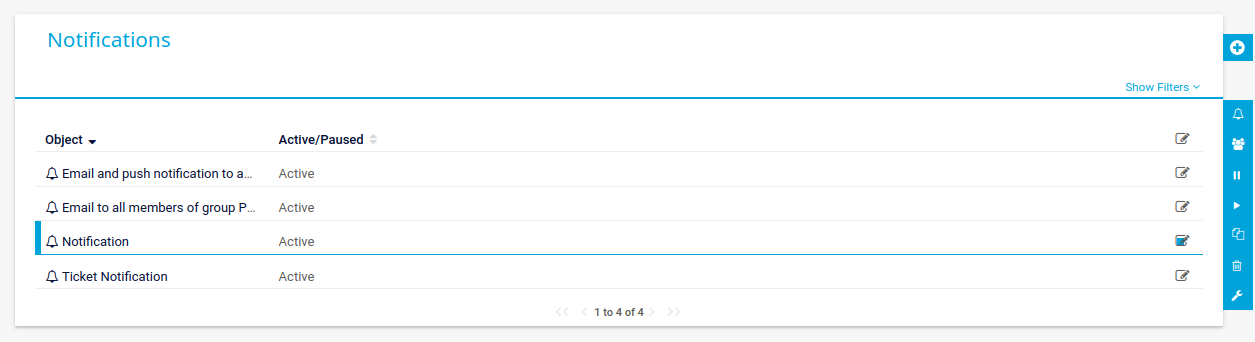 Notifications
Show Filters
Object Active/Paused
Email and push notification to a... Active
Email to all members of group P... Active
Notification Active
Ticket Notification Active
1 to 4 of 4